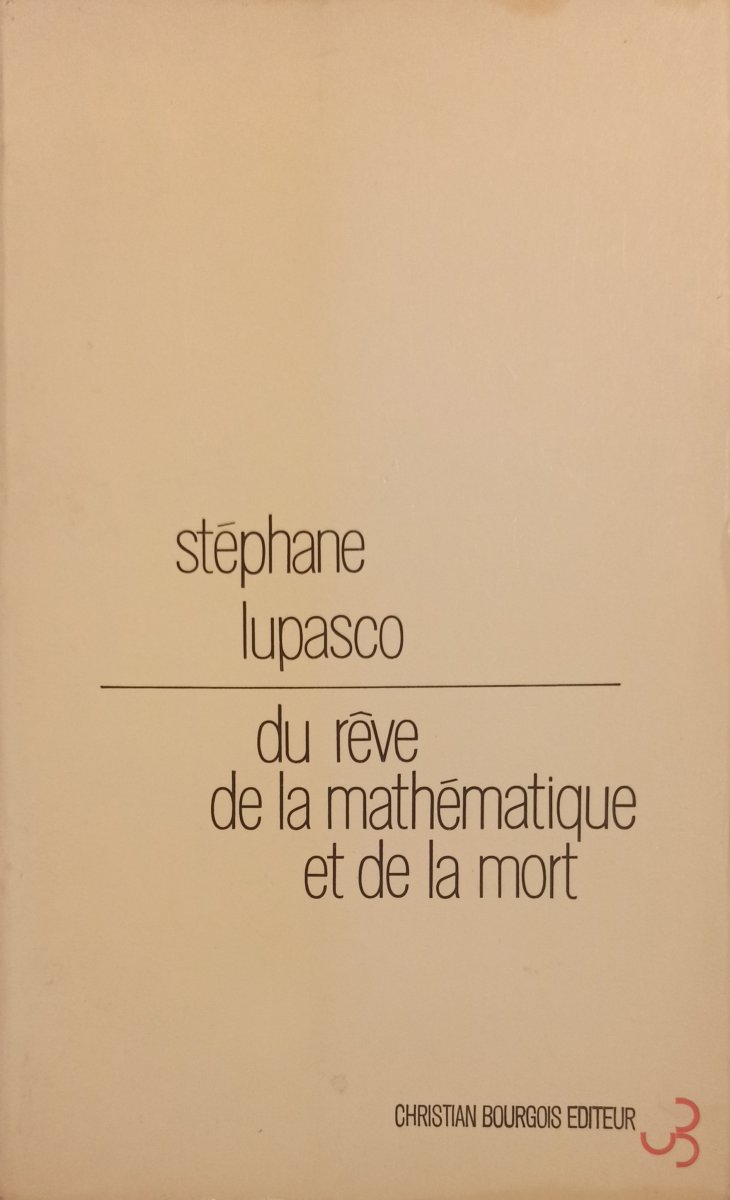 stéphane
lupasco
du rêve
de la mathématique
et de la mort
CHRISTIAN BOURGOIS EDITEUR